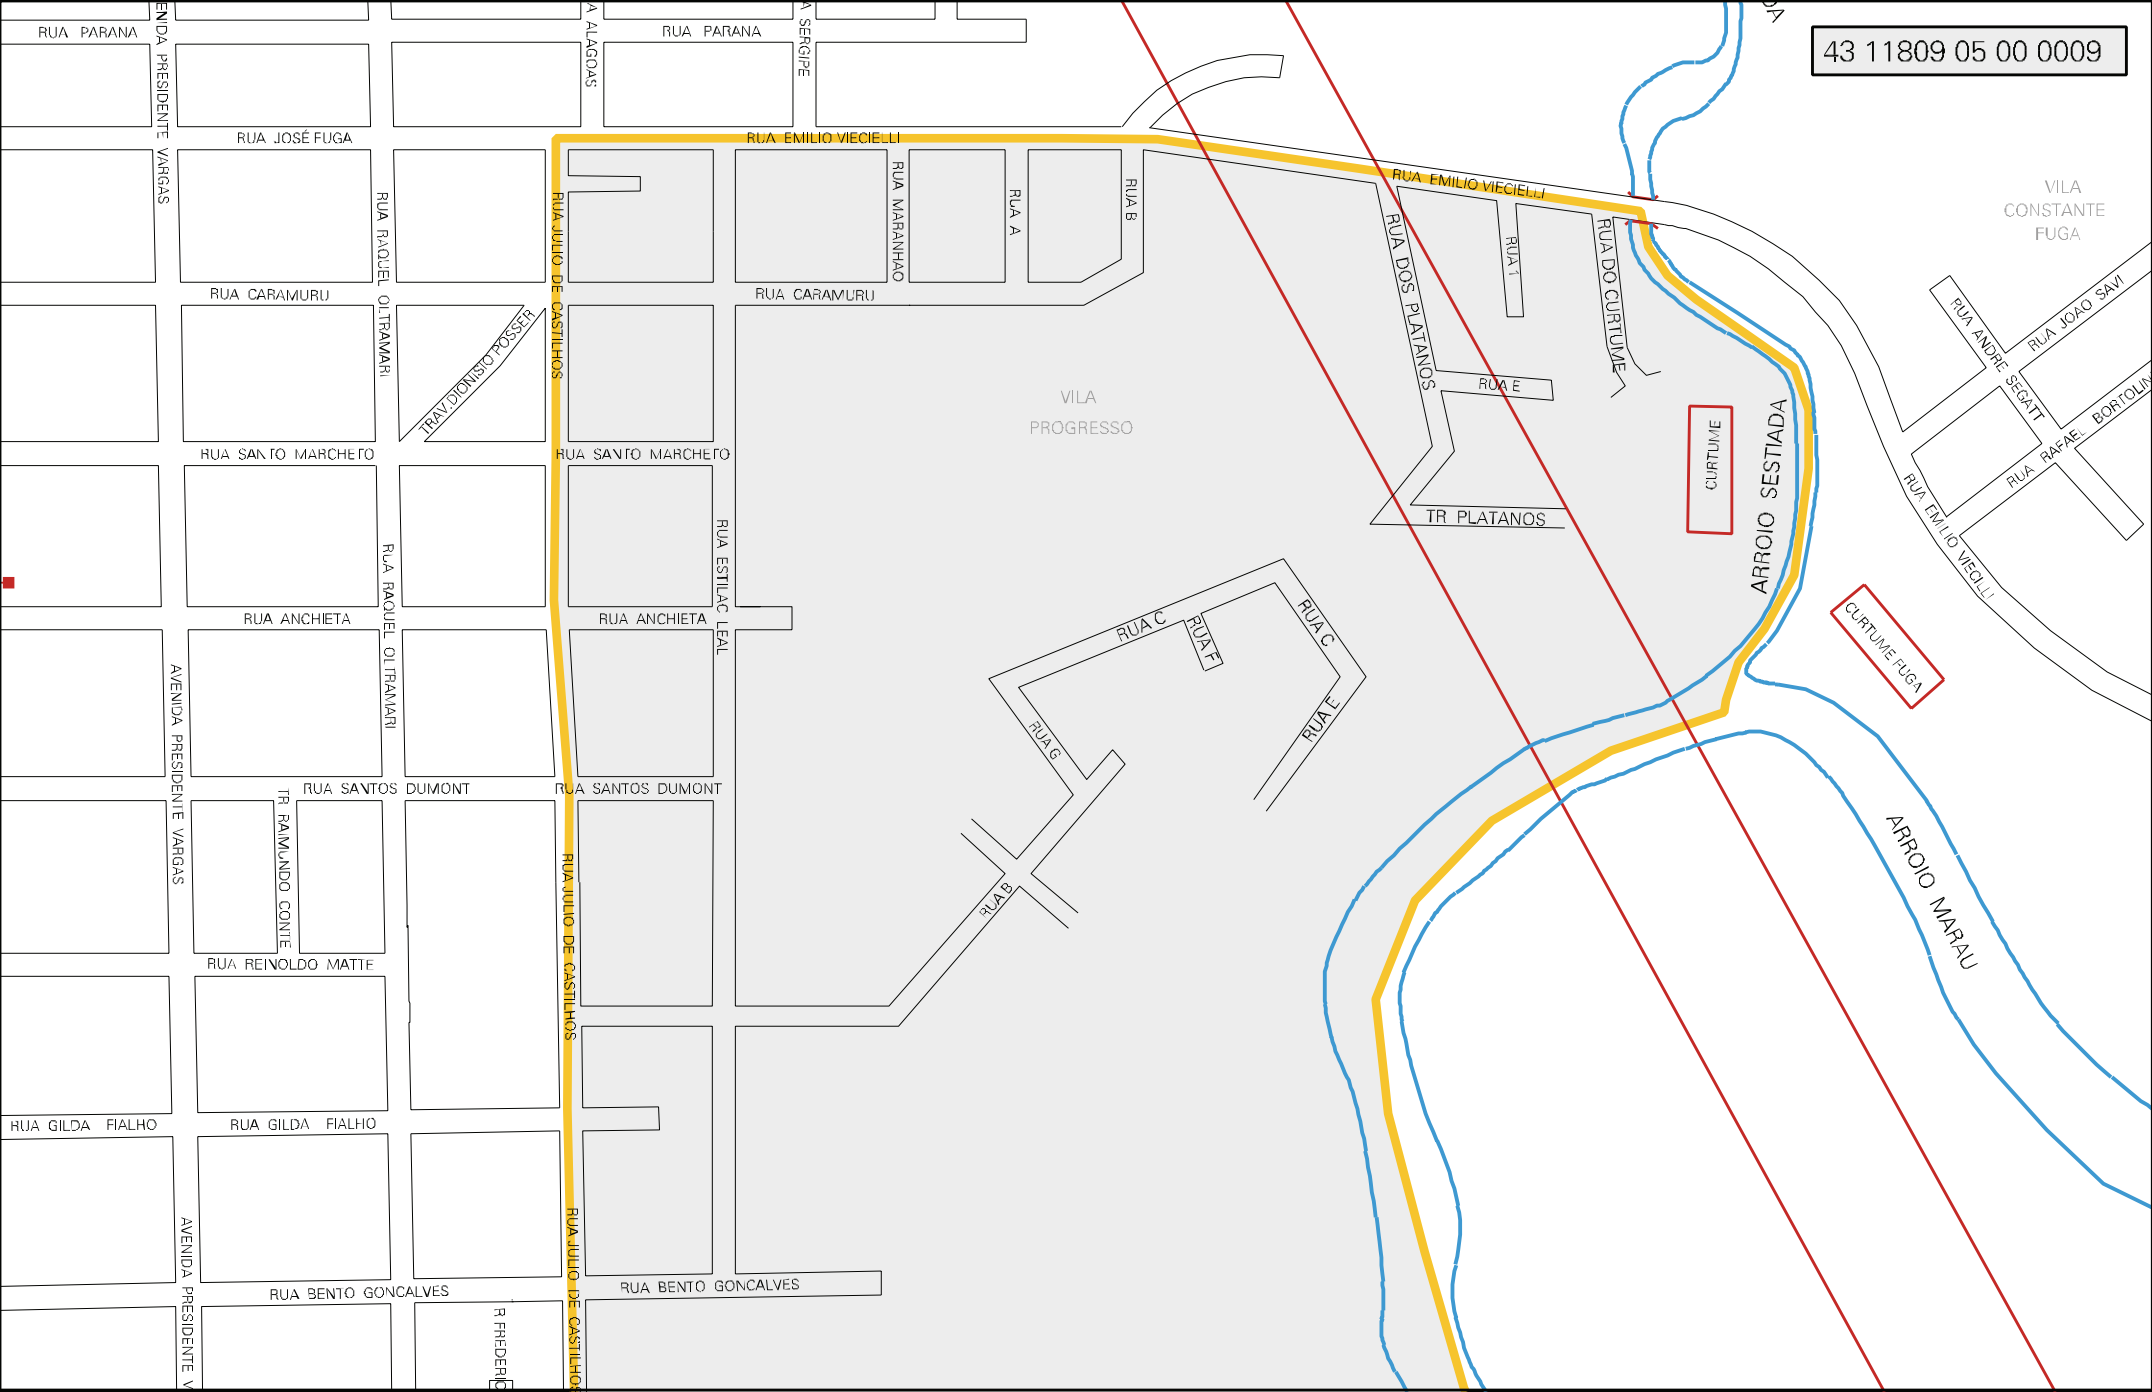 RUA PARANA
RUA PARANA
RUA JOSÉ FUGA
RUA EMILIO VIECIELLI
RUA EMILIO VIECIELLI
43 11809 05 00 0009
PRESIDENTE VARGAS
ALAGOAS
SERGIPE
RUA RAQUEL OLTRAMARI
RUA JULIO DE CASTILHOS
RUA MARANHAO
RUA A
RUA B
RUA DOS PLATANOS
RUA 1
RUA DO CURTUME
VILA
CONSTANTE
FUGA
RUA CARAMURU
RUA CARAMURU
TRAV.DIONISIO POSSER
RUA ANDRE SEGATT
RUA JOAO SAVI
RUA RAFAEL
RUA E
VILA
PROGRESSO
CURTUME
ARROIO SESTIADA
RUA SANTO MARCHETO
RUA SANTO MARCHETO
RUA EMILIO VIECILLI
TR PLATANOS
RUA RAQUEL OLTRAMARI
RUA ESTILAC LEAL
RUA ANCHIETA
RUA ANCHIETA
RUA C
RUA F
RUA C
CURTUME FUGA
AVENIDA PRESIDENTE VARGAS
RUA G
RUA E
RUA SANTOS DUMONT
RUA SANTOS DUMONT
TR RAIMUNDO CONTE
RUA JULIO DE CASTILHOS
RUA B
ARROIO MARAU
RUA REINOLDO MATTE
RUA GILDA FIALHO
RUA GILDA FIALHO
AVENIDA PRESIDENTE V
RUA JULIO DE CASTILHOS
RUA BENTO GONCALVES
RUA BENTO GONCALVES
R FREDERIC